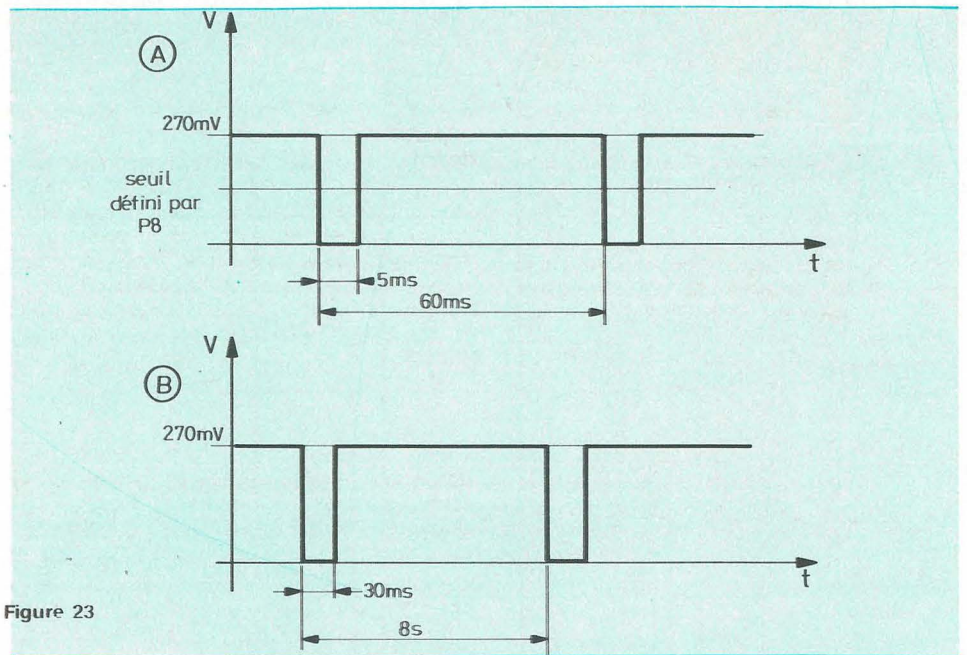 V
A
270mV
seuil
défini par
P8
t
5ms
60ms
V
B
270mV
t
30ms
Figure 23
8s